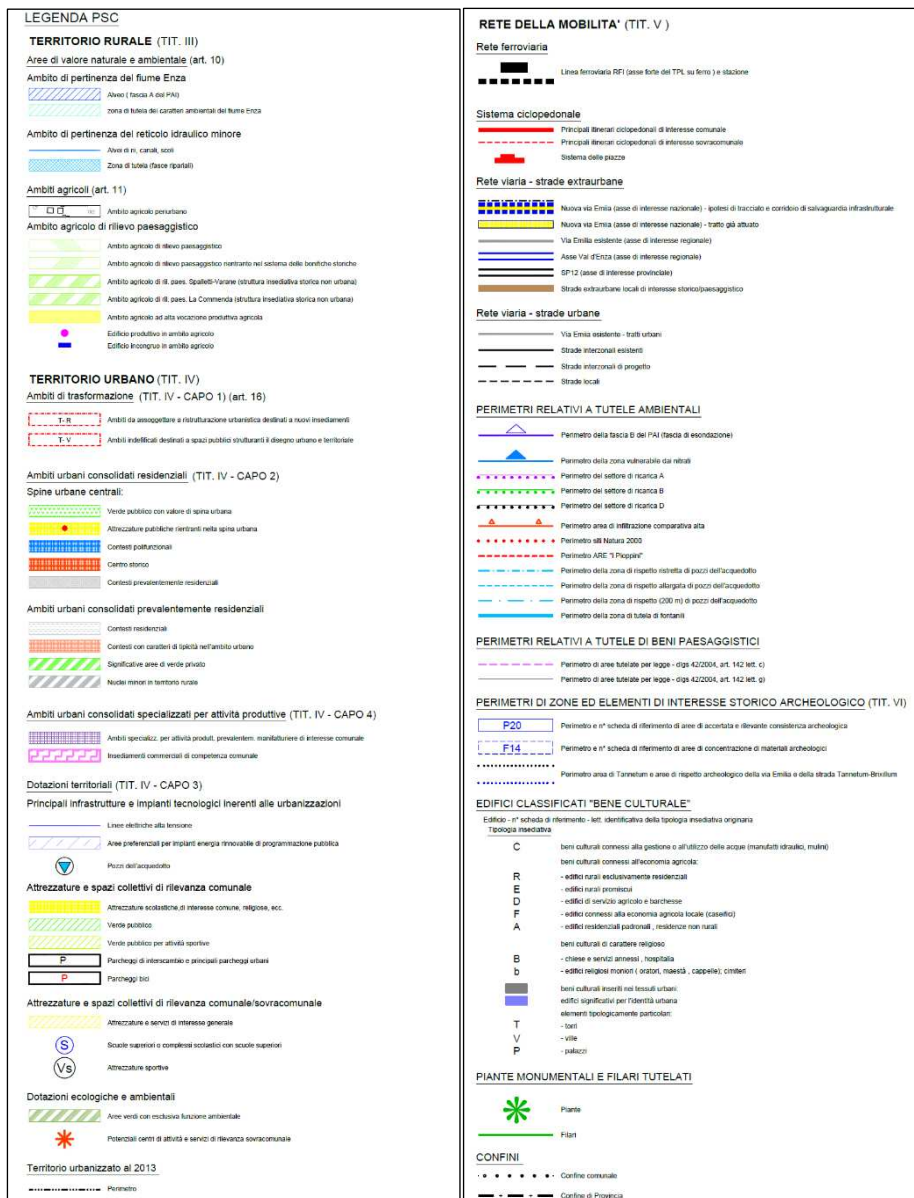 LEGENDA PSC
TERRITORIO RURALE (TIT. III)
Aree di valore naturale e ambientale (art. 10)
Ambito di pertinenza del fiume Enza
Alveo ( fascia A del PAI)
zona di tutela dei caratteri ambientali del fiume Enza
Ambito di pertinenza del reticolo idraulico minore
Alvei di rii, canali, scoli
Zona di tutela (fasce ripariali)
Ambiti agricoli (art. 11)
Ambito agricolo periurbano
Ambito agricolo di rilievo paesaggistico
Ambito agricolo di rilievo paesaggistico
Ambito agricolo di rilievo paesaggistico rientrante nel sistema delle bonifiche storiche
Ambito agricolo di ril. paes. Spalletti-Varane (struttura insediativa storica non urbana)
Ambito agricolo di ril. paes. La Commenda (struttura insediativa storica non urbana)
Ambito agricolo ad alta vocazione produttiva agricola
Edificio produttivo in ambito agricolo
Edificio incongruo in ambito agricolo
TERRITORIO URBANO (TIT. IV)
Ambiti di trasformazione (TIT. IV - CAPO 1) (art. 16)
T- R Ambiti da assoggettare a ristrutturazione urbanistica destinati a nuovi insediamenti
T- V Ambiti inedificati destinati a spazi pubblici strutturanti il disegno urbano e territoriale
Ambiti urbani consolidati residenziali (TIT. IV - CAPO 2)
Spine urbane centrali:
Verde pubblico con valore di spina urbana
Attrezzature pubbliche rientranti nella spina urbana
Contesti polifunzionali
Centro storico
Contesti prevalentemente residenziali
Ambiti urbani consolidati prevalentemente residenziali
Contesti residenziali
Contesti con caratteri di tipicità nell'ambito urbano
Significative aree di verde privato
Nuclei minori in territorio rurale
Ambiti urbani consolidati specializzati per attività produttive (TIT. IV - CAPO 4)
Ambiti specializz. per attività produtt. prevalentem. manifatturiere di interesse comunale
Insediamenti commerciali di competenza comunale
Dotazioni territoriali (TIT. IV - CAPO 3)
Principali infrastrutture e impianti tecnologici inerenti alle urbanizzazioni
Linee elettriche alta tensione
Aree preferenziali per impianti energia rinnovabile di programmazione pubblica
Pozzi dell'acquedotto
Attrezzature e spazi collettivi di rilevanza comunale
Attrezzature scolastiche,di interesse comune, religiose, ecc.
Verde pubblico
Verde pubblico per attività sportive
P Parcheggi di interscambio e principali parcheggi urbani
P Parcheggi bici
Attrezzature e spazi collettivi di rilevanza comunale/sovracomunale
Attrezzature e servizi di interesse generale
S Scuole superiori o complessi scolastici con scuole superiori
Vs Attrezzature sportive
Dotazioni ecologiche e ambientali
Aree verdi con esclusiva funzione ambientale
Potenziali centri di attività e servizi di rilevanza sovracomunale
Territorio urbanizzato al 2013
Perimetro
RETE DELLA MOBILITA' (TIT. V )
Rete ferroviaria
Linea ferroviaria RFI (asse forte del TPL su ferro ) e stazione
Sistema ciclopedonale
Principali itinerari ciclopedonali di interesse comunale
Principali itinerari ciclopedonali di interesse sovracomunale
Sistema delle piazze
Rete viaria - strade extraurbane
Nuova via Emilia (asse di interesse nazionale) - ipotesi di tracciato e corridoio di salvaguardia infrastrutturale
Nuova via Emilia (asse di interesse nazionale) - tratto già attuato
Via Emilia esistente (asse di interesse regionale)
Asse Val d'Enza (asse di interesse regionale)
SP12 (asse di interesse provinciale)
Strade extraurbane locali di interesse storico/paesaggistico
Rete viaria - strade urbane
Via Emilia esistente - tratti urbani
Strade interzonali esistenti
Strade interzonali di progetto
Strade locali
PERIMETRI RELATIVI A TUTELE AMBIENTALI
Perimetro della fascia B del PAI (fascia di esondazione)
Perimetro della zona vulnerabile dai nitrati
Perimetro del settore di ricarica A
Perimetro del settore di ricarica B
Perimetro del settore di ricarica D
Perimetro area di infiltrazione comparativa alta
Perimetro siti Natura 2000
Perimetro ARE "I Pioppini"
Perimetro della zona di rispetto ristretta di pozzi dell'acquedotto
Perimetro della zona di rispetto allargata di pozzi dell'acquedotto
Perimetro della zona di rispetto (200 m) di pozzi dell'acquedotto
Perimetro della zona di tutela di fontanili
PERIMETRI RELATIVI A TUTELE DI BENI PAESAGGISTICI
Perimetro di aree tutelate per legge - dlgs 42/2004, art. 142 lett. c)
Perimetro di aree tutelate per legge - dlgs 42/2004, art. 142 lett. g)
PERIMETRI DI ZONE ED ELEMENTI DI INTERESSE STORICO ARCHEOLOGICO (TIT. VI)
P20 Perimetro e n° scheda di riferimento di aree di accertata e rilevante consistenza archeologica
F14 Perimetro e n° scheda di riferimento di aree di concentrazione di materiali archeologici
Perimetro area di Tannetum e aree di rispetto archeologico della via Emilia e della strada Tannetum-Brixillum
EDIFICI CLASSIFICATI "BENE CULTURALE"
Edificio - n° scheda di riferimento - lett. identificativa della tipologia insediativa originaria
Tipologia insediativa
C beni culturali connessi alla gestione o all'utilizzo delle acque (manufatti idraulici, mulini)
beni culturali connessi all'economia agricola:
R - edifici rurali esclusivamente residenziali
E - edifici rurali promiscui
D - edifici di servizio agricolo e barchesse
F - edifici connessi alla economia agricola locale (caseifici)
A - edifici residenziali padronali , residenze non rurali
beni culturali di carattere religioso
B - chiese e servizi annessi , hospitalia
b - edifici religiosi moniori ( oratori, maestà , cappelle); cimiteri
beni culturali inseriti nei tessuti urbani:
edifici significativi per l'identità urbana
elementi tipologicamente particolari:
T - torri
V - ville
P - palazzi
PIANTE MONUMENTALI E FILARI TUTELATI
Piante
Filari
CONFINI
Confine comunale
Confine di Provincia